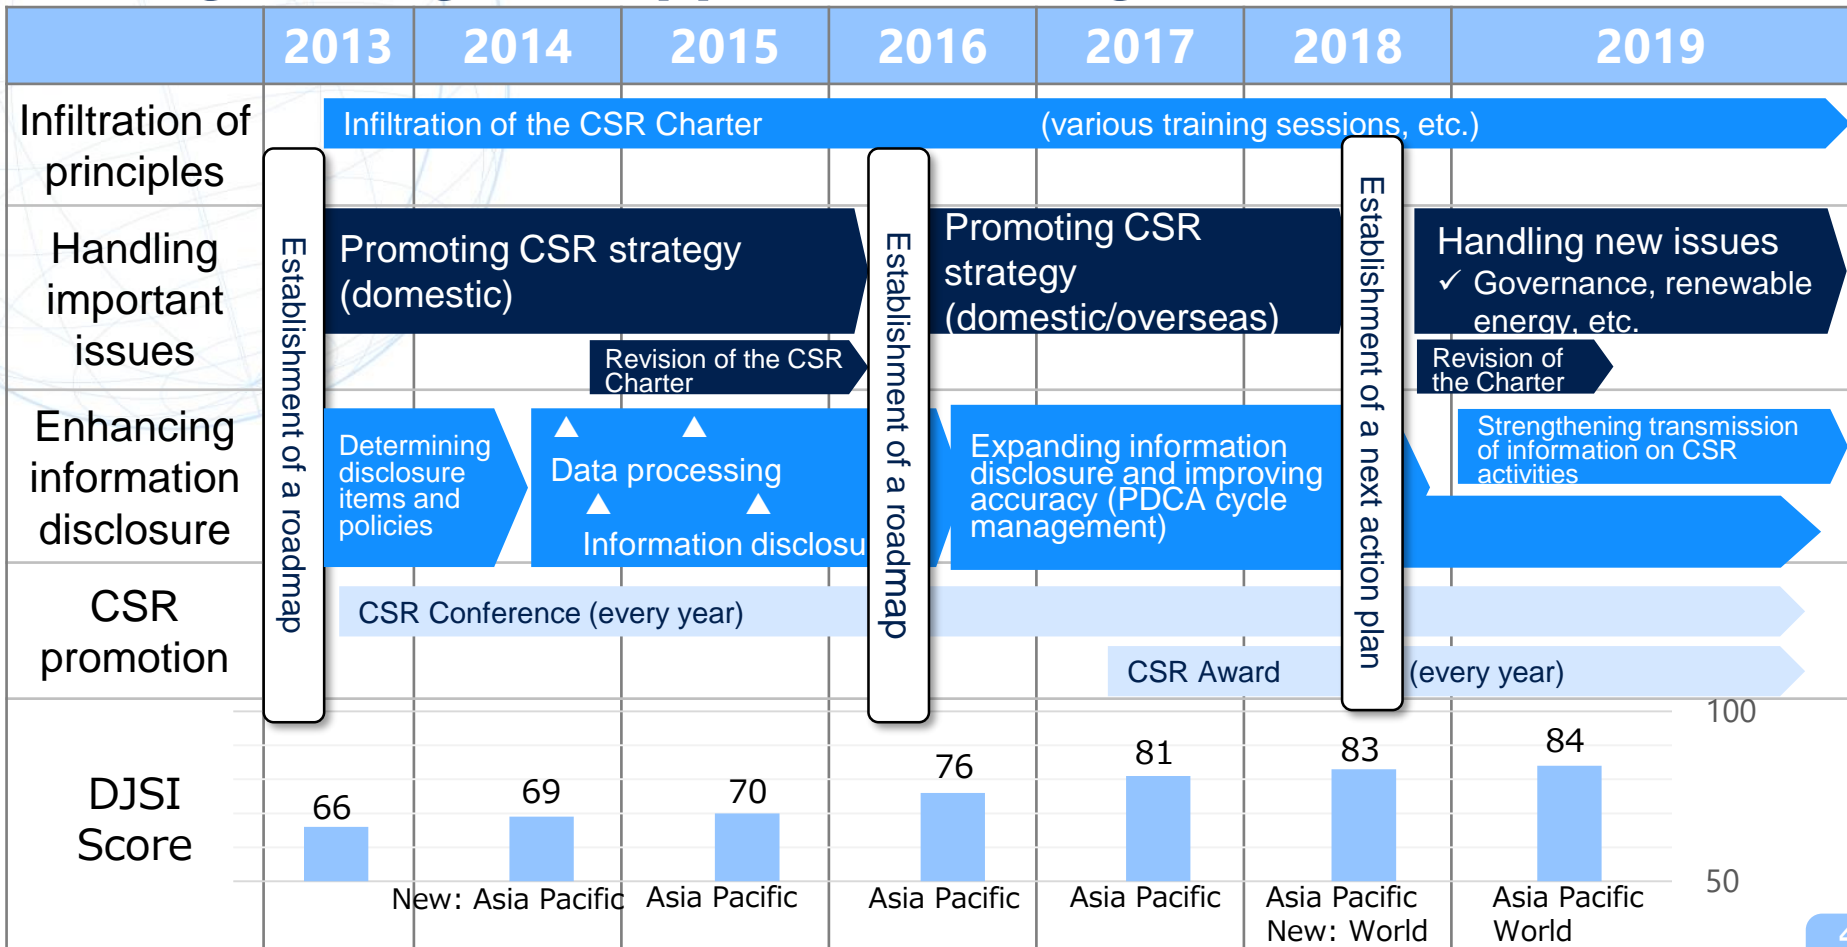 2013 2014 2015 2016 2017 2018 2019
Infiltration of
principles
Infiltration of the CSR Charter (various training sessions, etc.)
Establishment of a roadmap
Establishment of a roadmap
Establishment of a next action plan
Handling
important
issues
Promoting CSR strategy
(domestic)
Promoting CSR
strategy
(domestic/overseas)
Handling new issues
✓ Governance, renewable
energy, etc.
Revision of the CSR
Charter
Revision of
the Charter
Enhancing
information
disclosure
Determining
disclosure
items and
policies
Data processing
Information disclosu
Expanding information
disclosure and improving
accuracy (PDCA cycle
management)
Strengthening transmission
of information on CSR
activities
CSR
promotion
CSR Conference (every year)
CSR Award (every year)
DJSI
Score
66 69 70 76 81 83 84
100
50
New: Asia Pacific
Asia Pacific
Asia Pacific
Asia Pacific
Asia Pacific
New: World
Asia Pacific
World